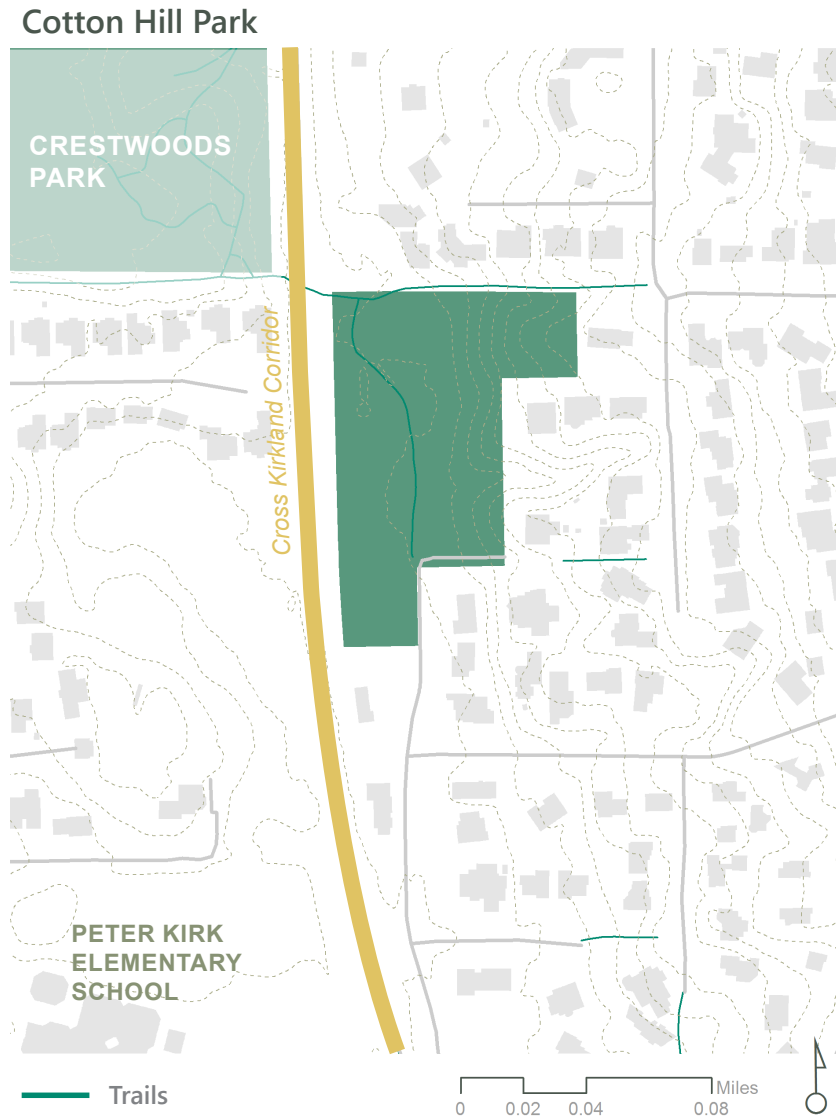 Cotton Hill Park
CRESTWOODS
PARK
Cross Kirkland Corridor
PETER KIRK
ELEMENTARY
SCHOOL
Trails
Miles
0 0.02 0.04 0.08